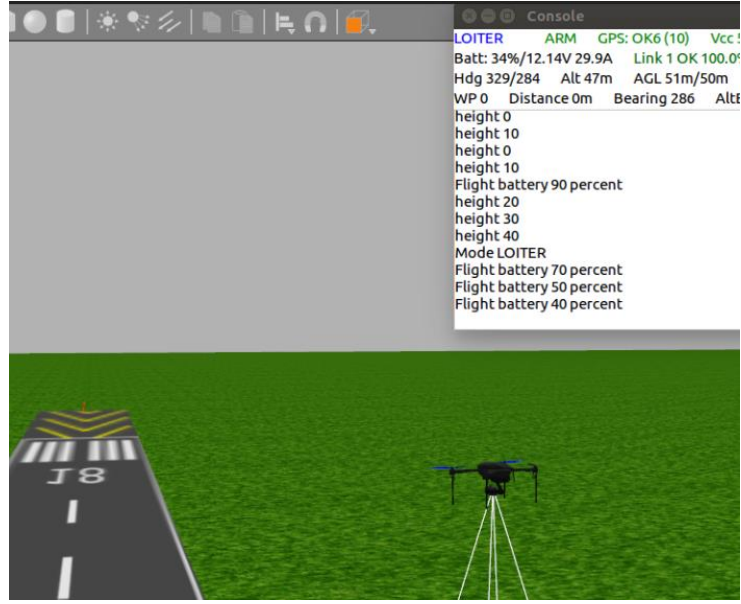 Console
LOITER ARM GPS: OK6 (10) Vcc 5
Batt: 34%/12.14V 29.9A Link 1 OK 100.0%
Hdg 329/284 Alt 47m AGL 51m/50m
WP 0 Distance 0m Bearing 286 AltE
height 0
height 10
height 0
height 10
Flight battery 90 percent
height 20
height 30
height 40
Mode LOITER
Flight battery 70 percent
Flight battery 50 percent
Flight battery 40 percent
18